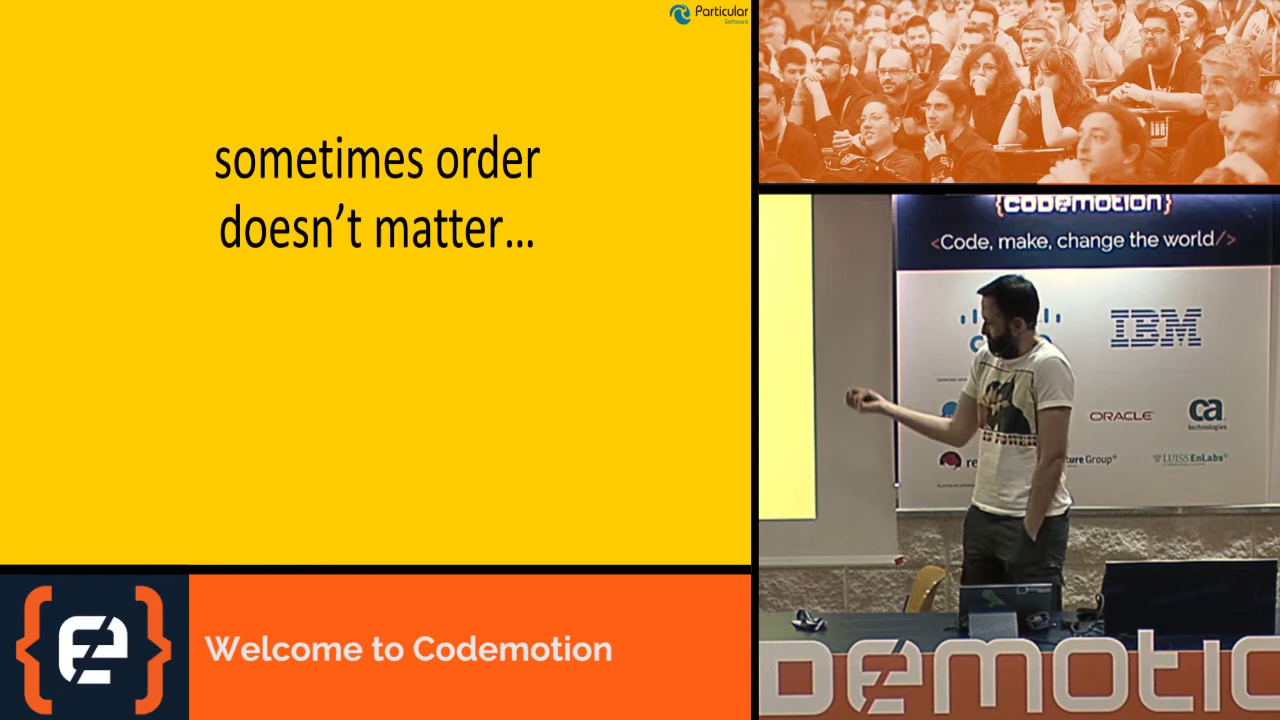 Particular
Software
sometimes order
doesn’t matter…
Welcome to Codemotion
{codemotion}
<Code, make, change the world/>
IBM
ORACLE
ca
technologies
LUISS EnLabs